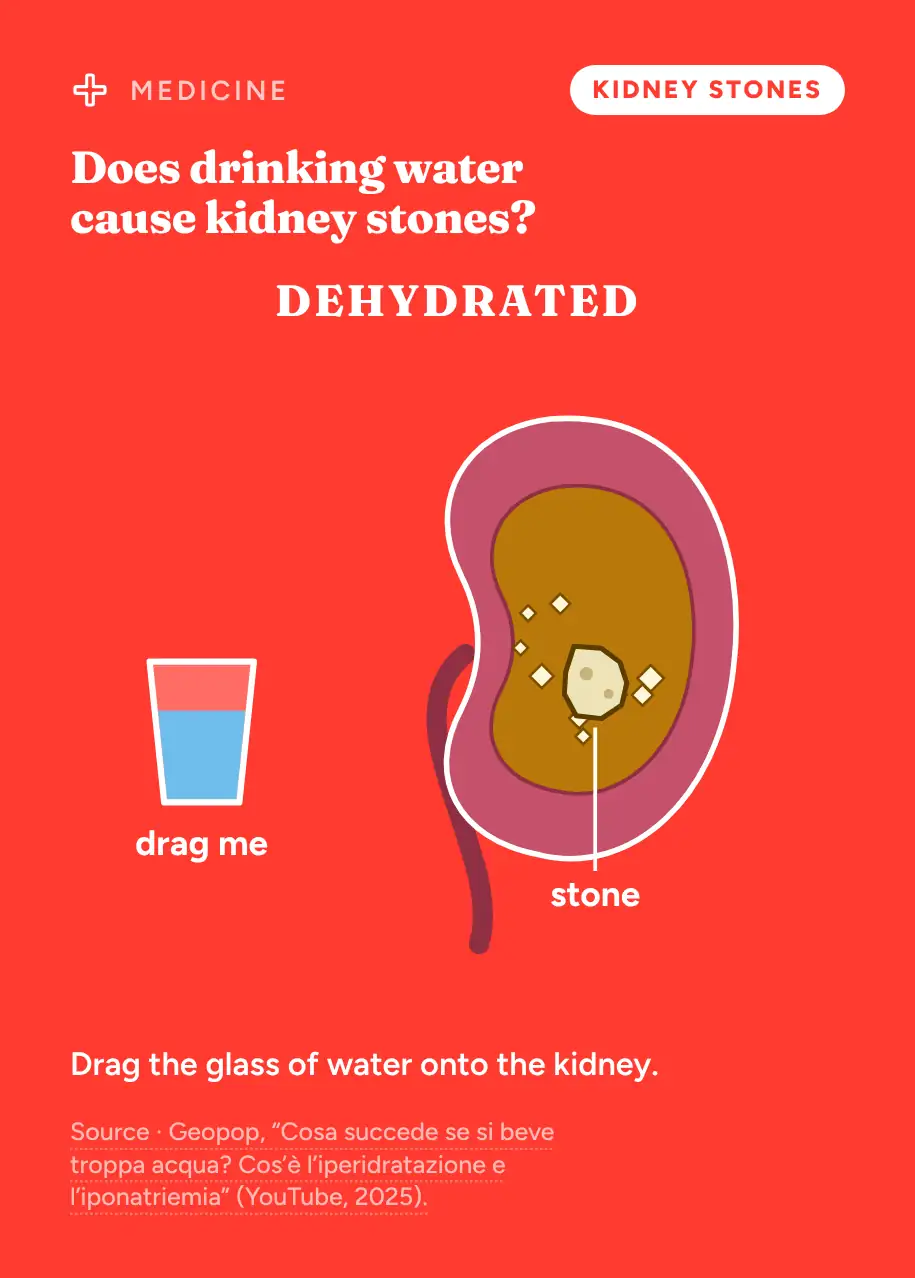 MEDICINE
KIDNEY STONES
Does drinking water
cause kidney stones?
DEHYDRATED
drag me
stone
Drag the glass of water onto the kidney.
Source · Geopop, “Cosa succede se si beve
troppa acqua? Cos’è l’iperidratazione e
l’iponatriemia” (YouTube, 2025).